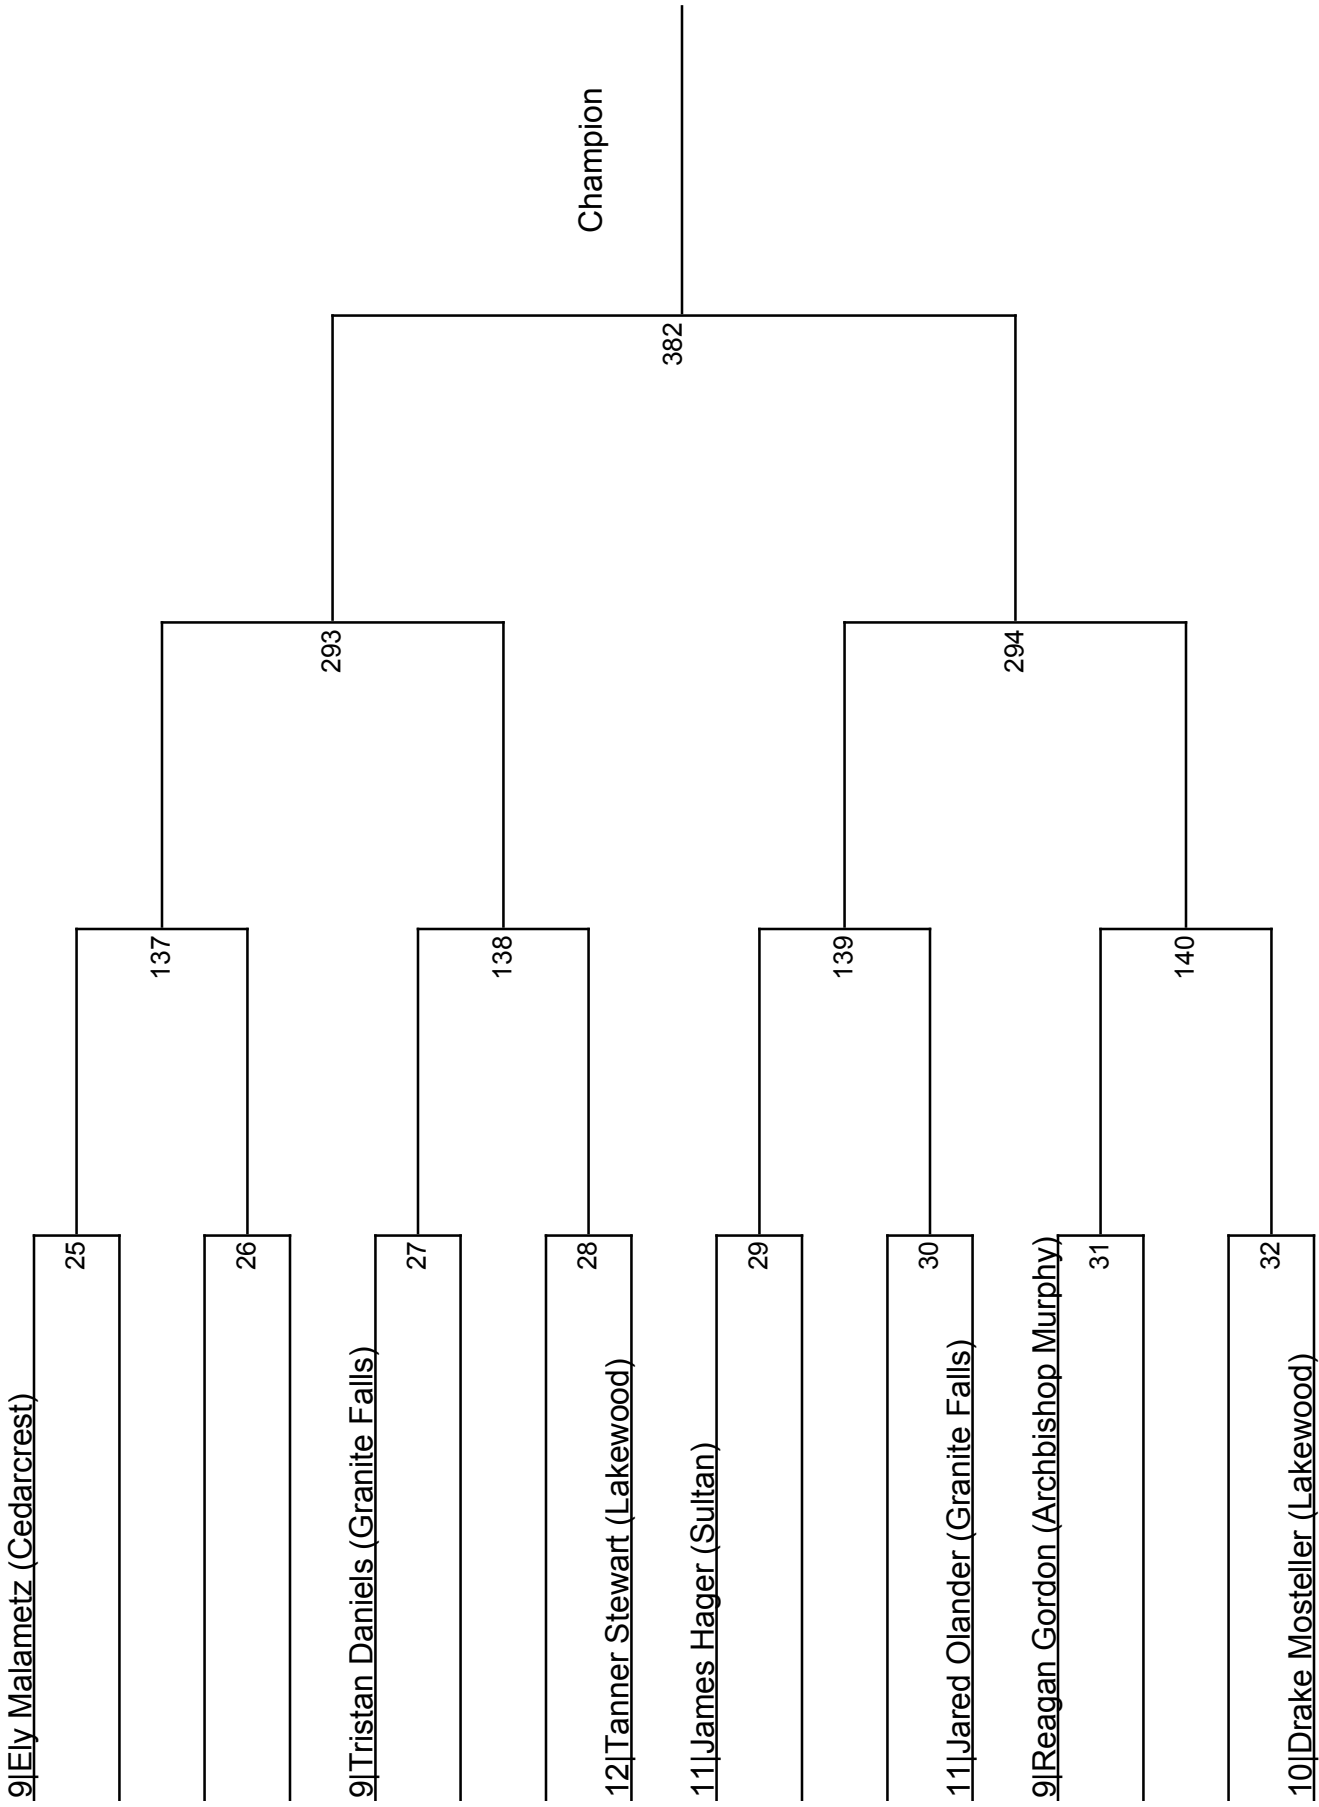 9|Ely Malametz (Cedarcrest)
9|Tristan Daniels (Granite Falls)
12|Tanner Stewart (Lakewood)
11|James Hager (Sultan)
11|Jared Olander (Granite Falls)
9|Reagan Gordon (Archbishop Murphy)
10|Drake Mosteller (Lakewood)
25
26
27
28
29
30
31
32
137
138
139
140
293
294
382
Champion